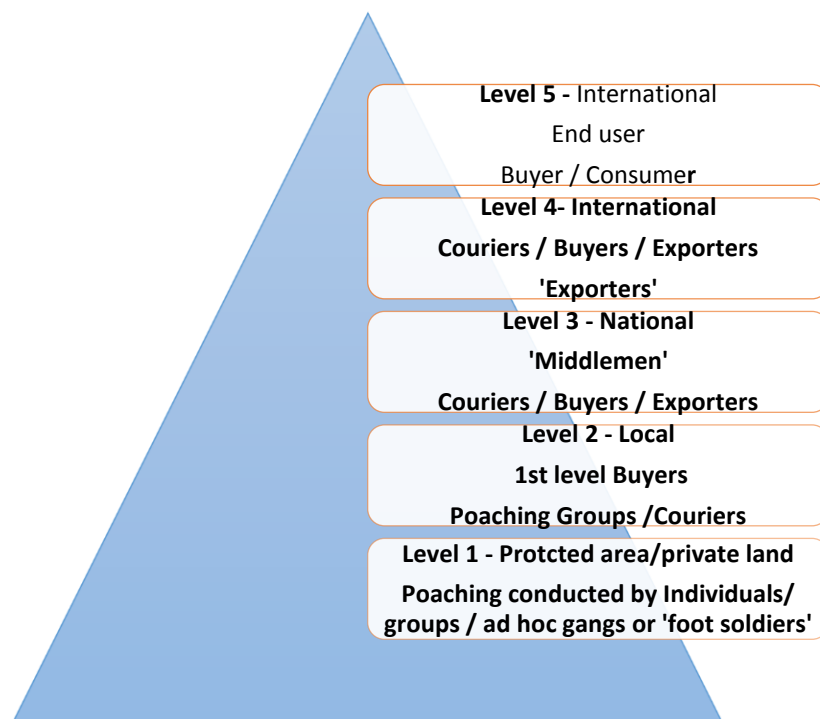 Level 5 - International
End user
Buyer / Consumer
Level 4- International
Couriers / Buyers / Exporters
'Exporters'
Level 3 - National
'Middlemen'
Couriers / Buyers / Exporters
Level 2 - Local
1st level Buyers
Poaching Groups /Couriers
Level 1 - Protcted area/private land
Poaching conducted by Individuals/
groups / ad hoc gangs or 'foot soldiers'